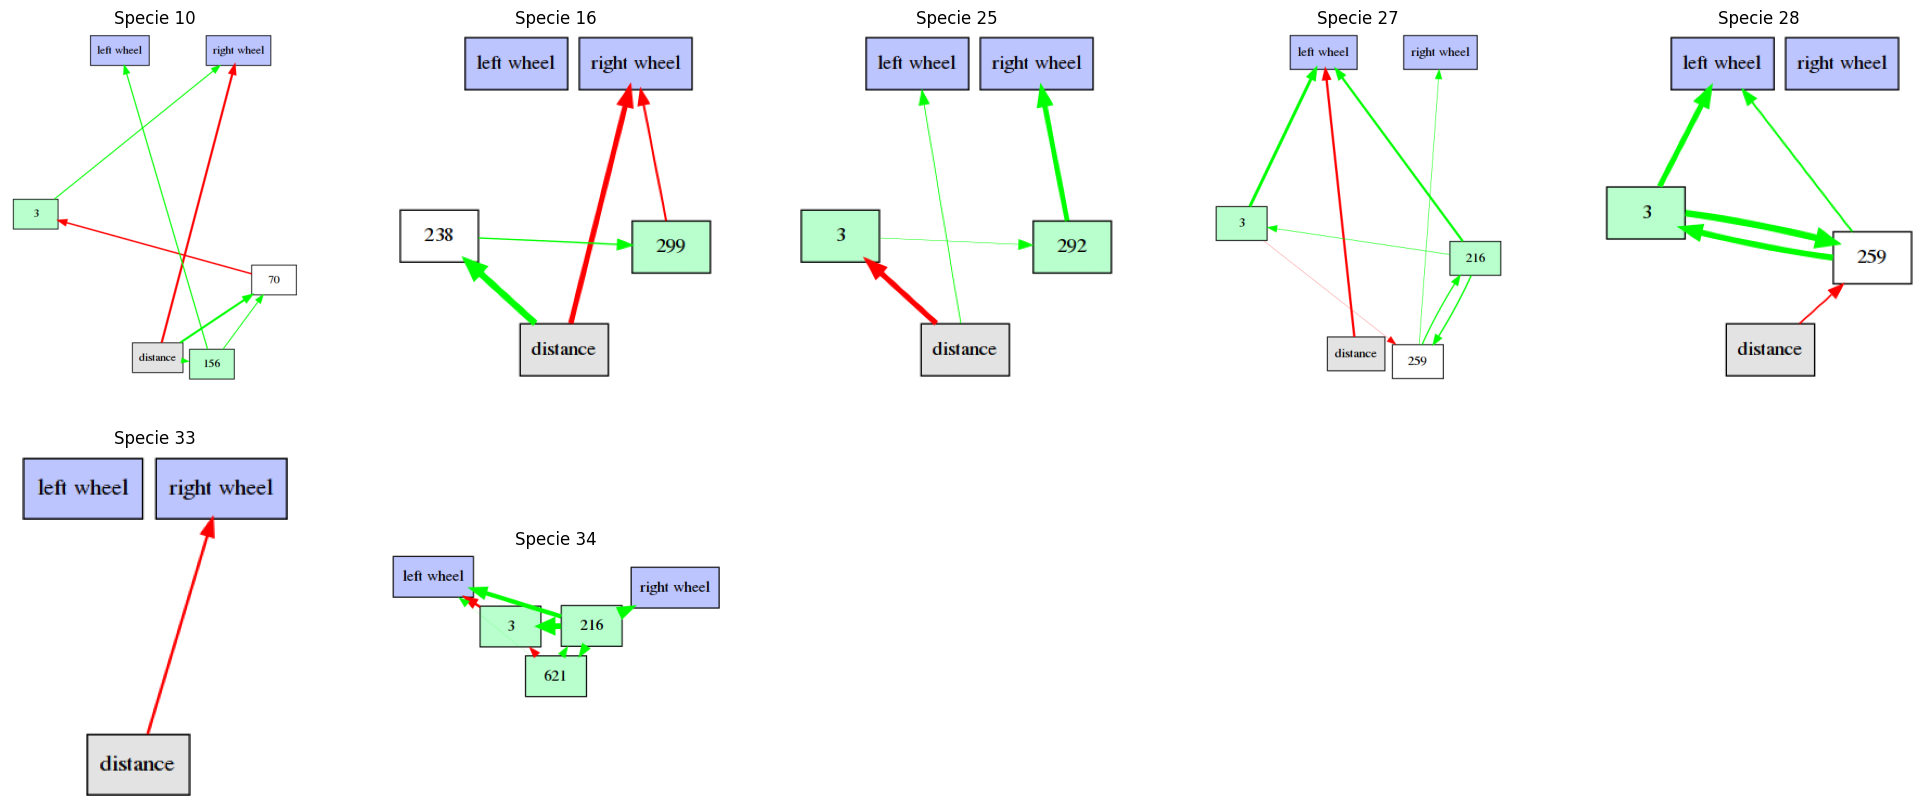 Specie 10
left wheel
right wheel
3
70
distance
156
Specie 16
left wheel
right wheel
238
299
distance
Specie 25
left wheel
right wheel
3
292
distance
Specie 27
left wheel
right wheel
3
216
distance
259
Specie 28
left wheel
right wheel
3
259
distance
Specie 33
left wheel
right wheel
distance
Specie 34
left wheel
right wheel
3
216
621